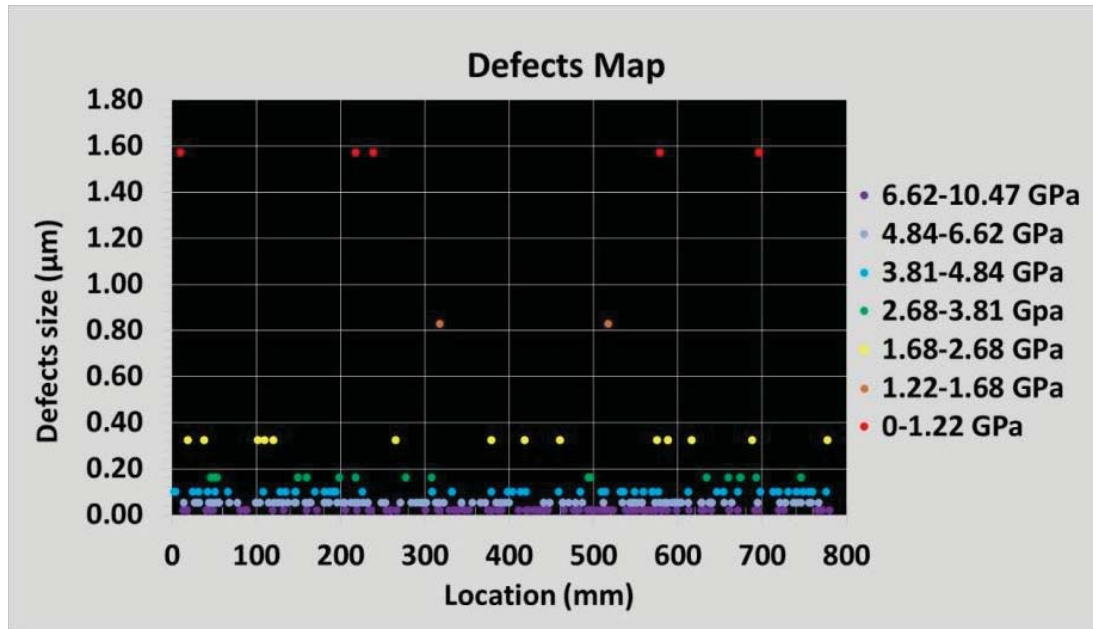 Defects Map
Defects size (μm)
1.80
1.60
1.40
1.20
1.00
0.80
0.60
0.40
0.20
0.00
0 100 200 300 400 500 600 700 800
Location (mm)
6.62-10.47 GPa
4.84-6.62 GPa
3.81-4.84 GPa
2.68-3.81 Gpa
1.68-2.68 GPa
1.22-1.68 GPa
0-1.22 GPa